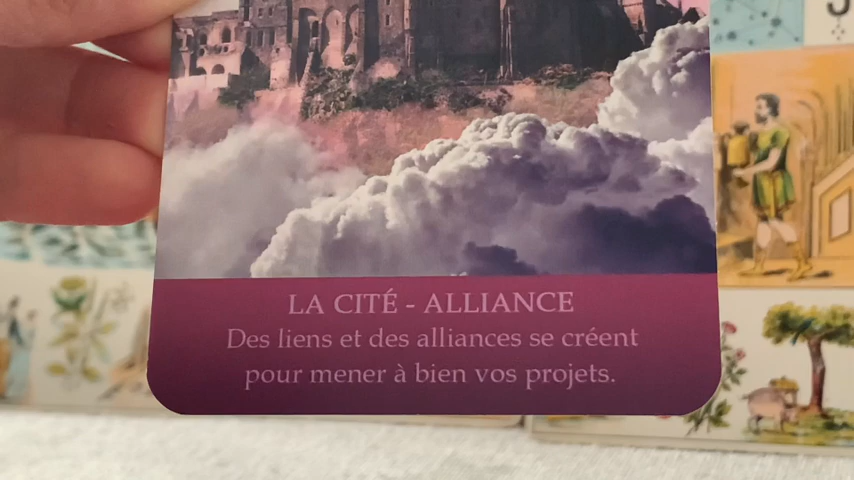 LA CITÉ - ALLIANCE
Des liens et des alliances se créent
pour mener à bien vos projets.